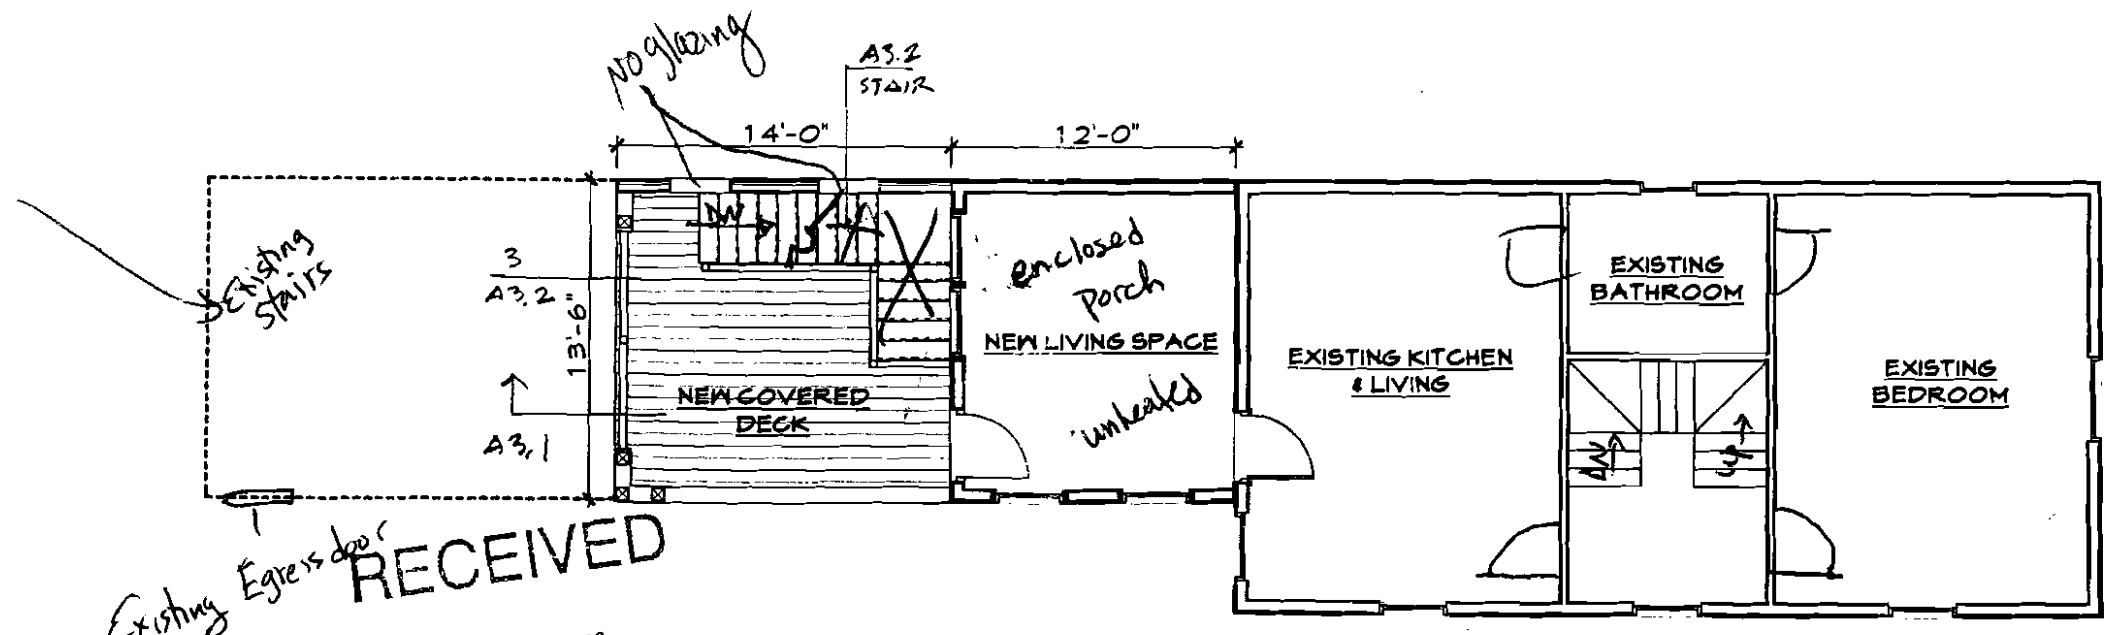 No glazing
A3.2
STAIR
14'-0"
12'-0"
Existing
Stairs
DN
3
A3.2
13'-6"
A3.1
NEW COVERED
DECK
enclosed
porch
NEW LIVING SPACE
unheated
EXISTING KITCHEN
& LIVING
EXISTING
BATHROOM
DN
UP
EXISTING
BEDROOM
Existing Egress door
RECEIVED